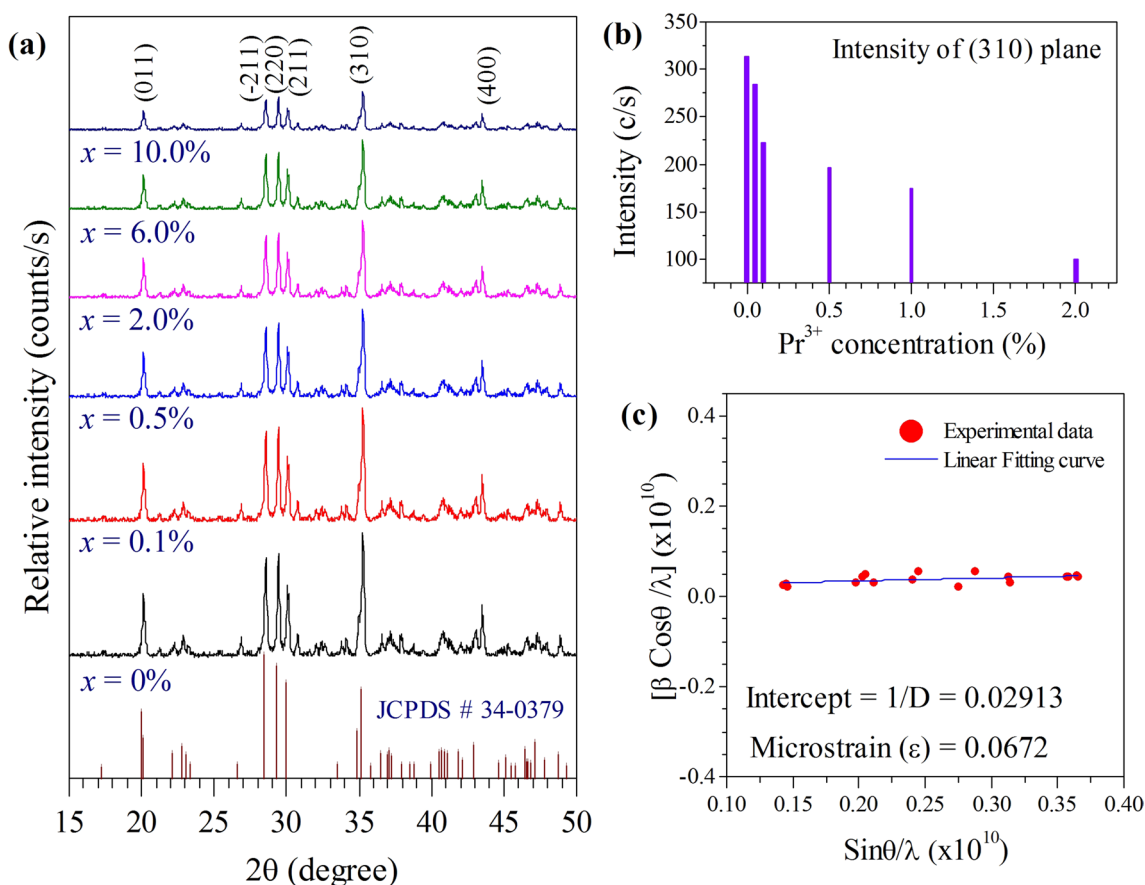 (a)
(011)
(-211)
(220)
(211)
(310)
(400)
x = 10.0%
x = 6.0%
x = 2.0%
x = 0.5%
x = 0.1%
x = 0%
JCPDS # 34-0379
Relative intensity (counts/s)
15 20 25 30 35 40 45 50
2θ (degree)
(b)
Intensity of (310) plane
350
300
250
200
150
100
Intensity (c/s)
0.0 0.5 1.0 1.5 2.0
Pr³⁺ concentration (%)
(c)
Experimental data
Linear Fitting curve
0.4
0.2
0.0
-0.2
-0.4
[β Cosθ /λ] (x10¹⁰)
Intercept = 1/D = 0.02913
Microstrain (ε) = 0.0672
0.10 0.15 0.20 0.25 0.30 0.35 0.40
Sinθ/λ (x10¹⁰)